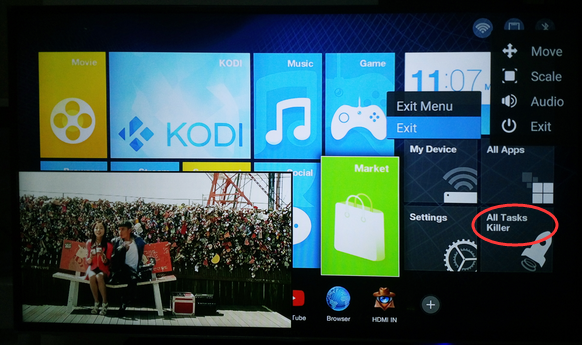 Movie
KODI
Music
Game
11:07
Move
Scale
Audio
Exit
Exit Menu
Exit
KODI
Market
My Device
All Apps
Settings
All Tasks
Killer
Tube
Browser
HDMI IN